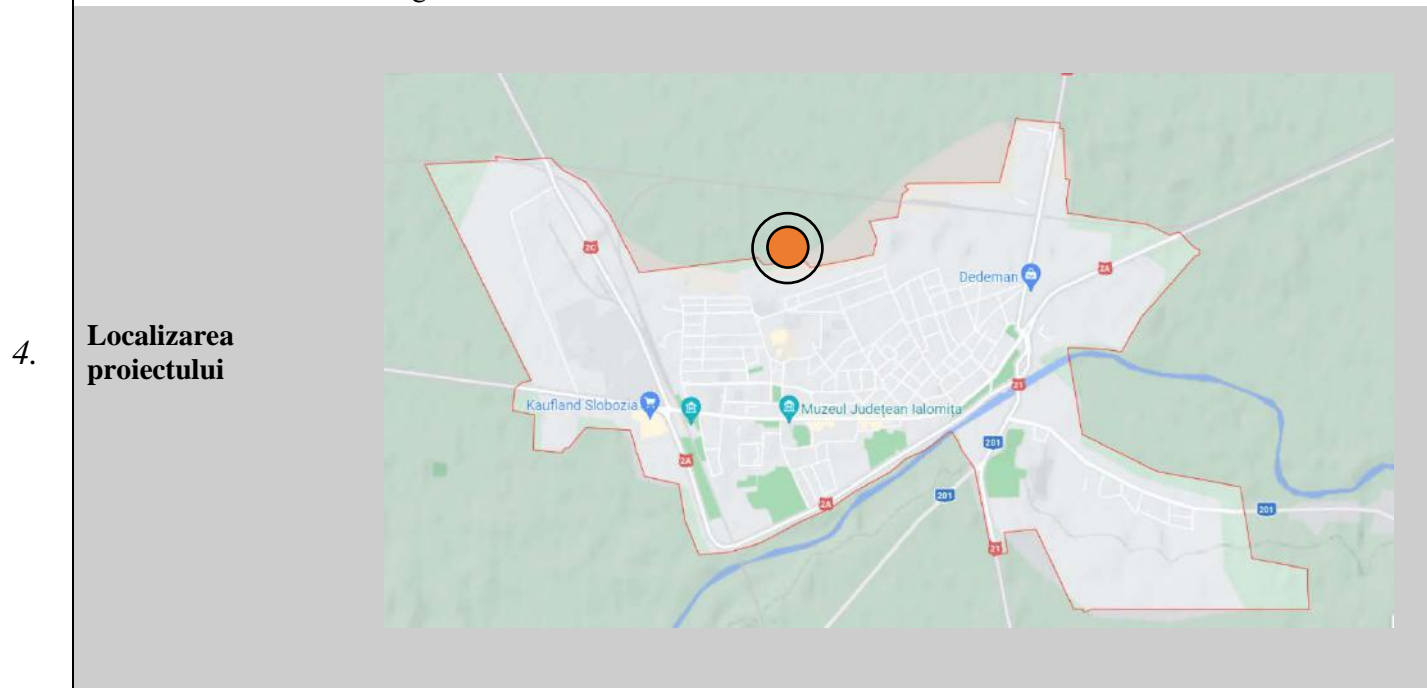 4.
Localizarea
proiectului
2C
Dedeman
2A
21
Kaufland Slobozia
Muzeul Județean Ialomița
201
2A
201
2A
201
21